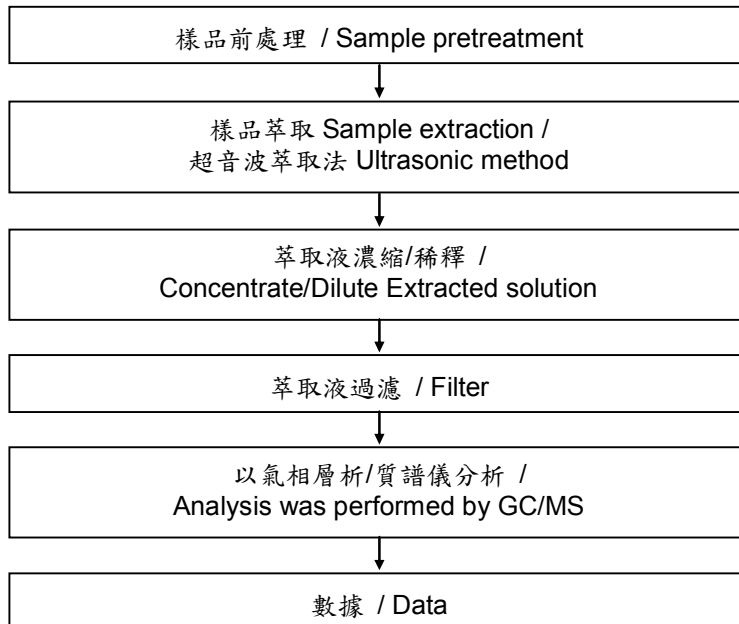 樣品前處理 / Sample pretreatment
樣品萃取 Sample extraction /
超音波萃取法 Ultrasonic method
萃取液濃縮/稀釋 /
Concentrate/Dilute Extracted solution
萃取液過濾 / Filter
以氣相層析/質譜儀分析 /
Analysis was performed by GC/MS
數據 / Data